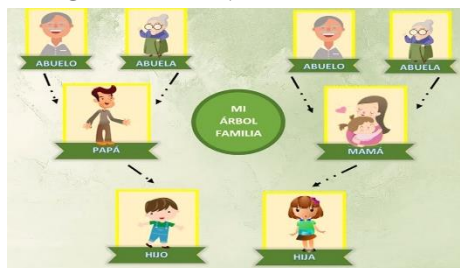 ABUELO
ABUELA
ABUELO
ABUELA
MI
ÁRBOL
FAMILIA
PAPÁ
MAMÁ
HIJO
HIJA